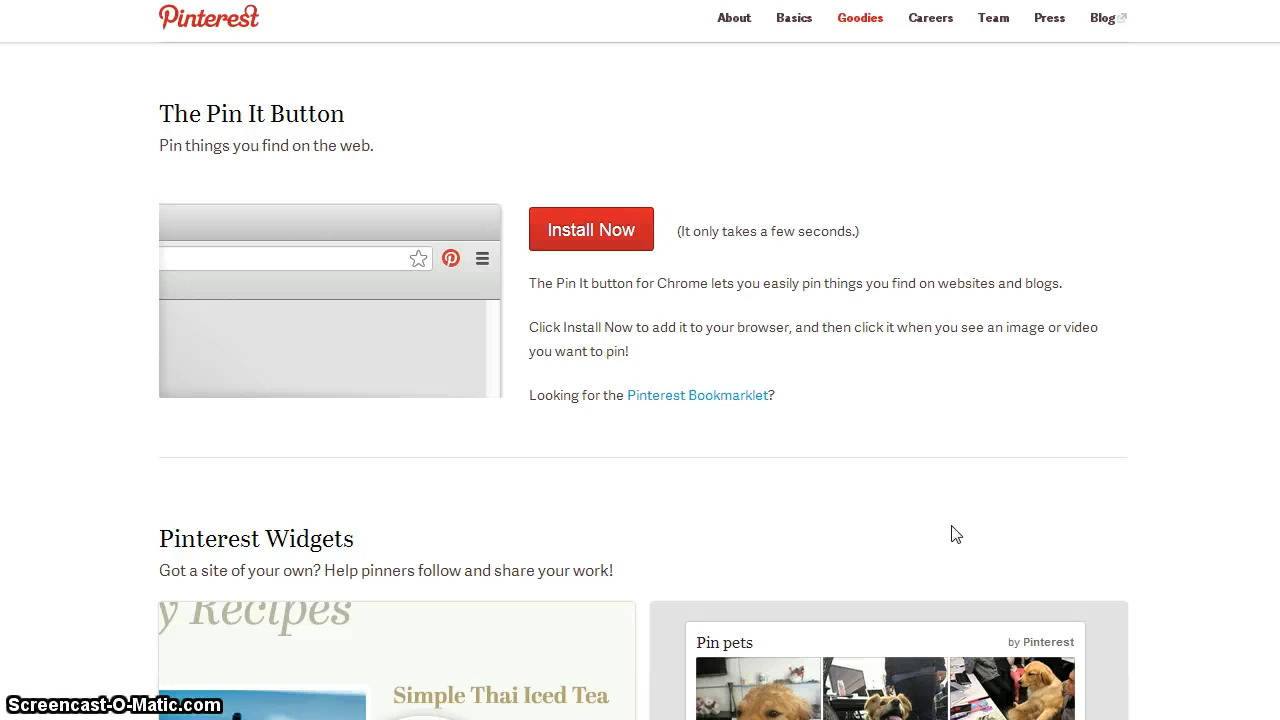 Pinterest
About Basics Goodies Careers Team Press Blog
The Pin It Button
Pin things you find on the web.
Install Now (It only takes a few seconds.)
The Pin It button for Chrome lets you easily pin things you find on websites and blogs.
Click Install Now to add it to your browser, and then click it when you see an image or video
you want to pin!
Looking for the Pinterest Bookmarklet?
Pinterest Widgets
Got a site of your own? Help pinners follow and share your work!
y Recipes
Simple Thai Iced Tea
Pin pets by Pinterest
Screencast-O-Matic.com